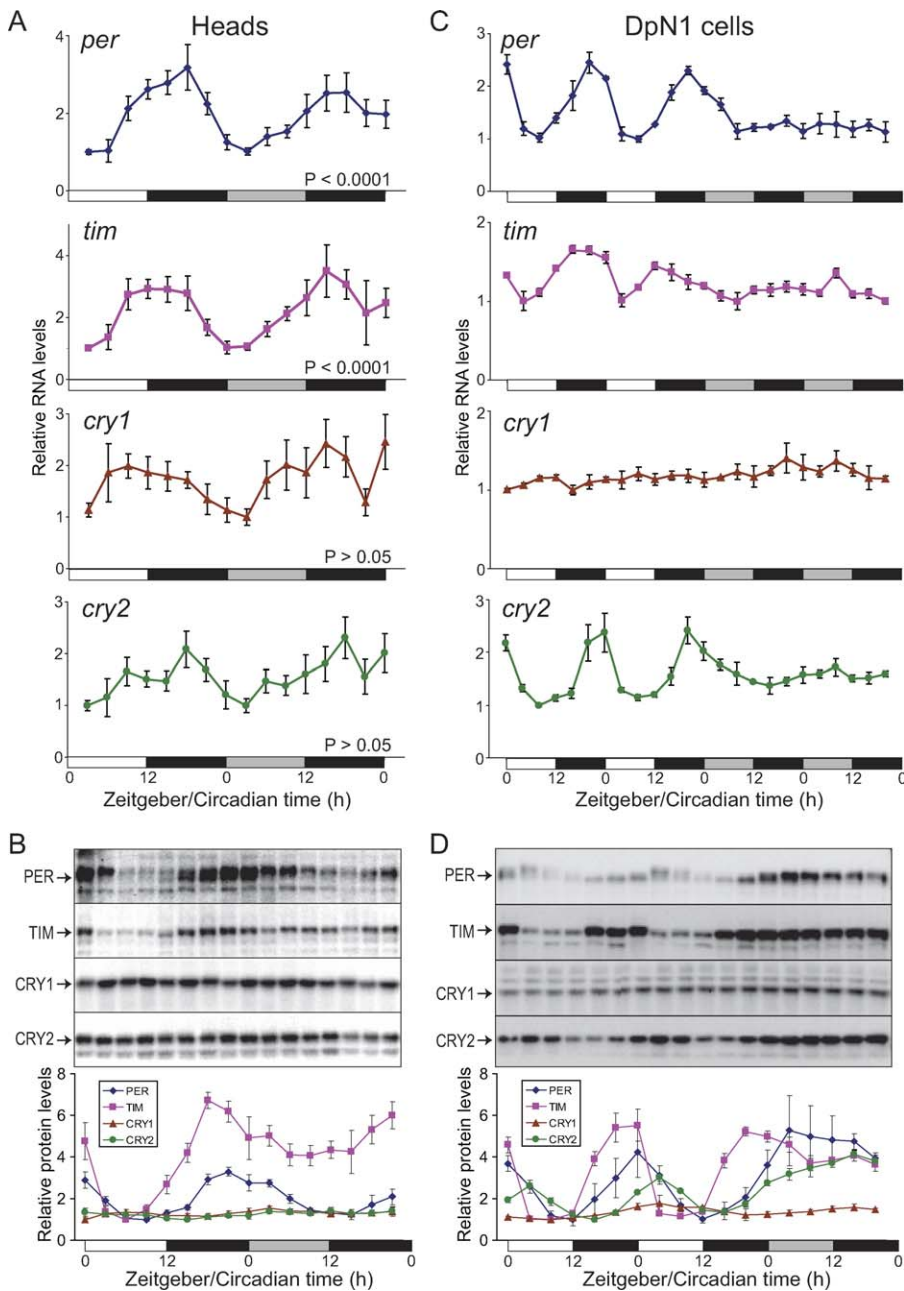 A
Heads
per
4
2
0
P < 0.0001
tim
4
2
0
P < 0.0001
Relative RNA levels
cry1
3
2
1
0
P > 0.05
cry2
3
2
1
0
P > 0.05
0 12 0 12 0
Zeitgeber/Circadian time (h)
C
DpN1 cells
per
3
2
1
0
tim
2
1
0
Relative RNA levels
cry1
2
1
0
cry2
3
2
1
0
0 12 0 12 0 12 0 12 0
Zeitgeber/Circadian time (h)
B
PER
TIM
CRY1
CRY2
Relative protein levels
8
6
4
2
0
PER
TIM
CRY1
CRY2
0 12 0 12 0
Zeitgeber/Circadian time (h)
D
PER
TIM
CRY1
CRY2
Relative protein levels
8
6
4
2
0
PER
TIM
CRY1
CRY2
0 12 0 12 0 12 0
Zeitgeber/Circadian time (h)